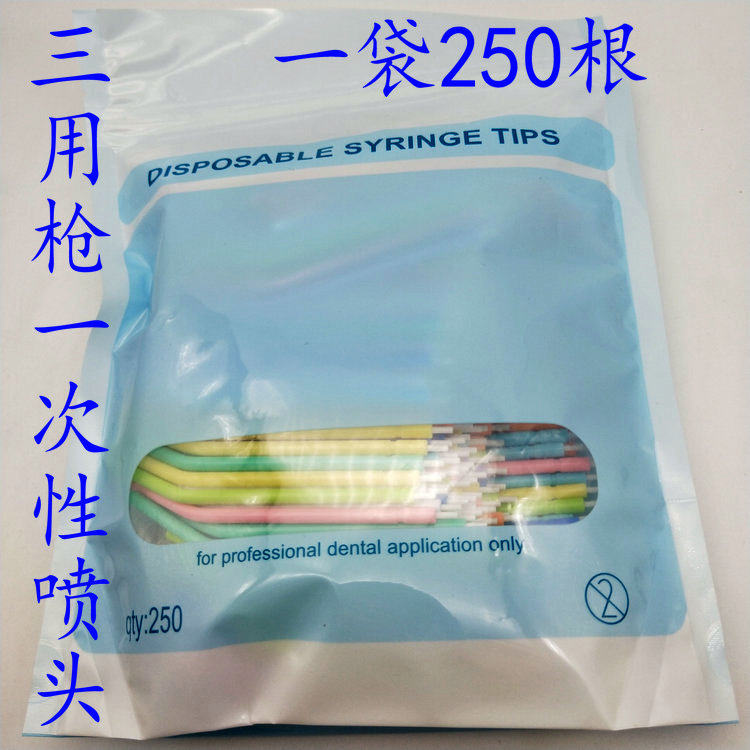 一袋250根
三用枪一次性喷头
DISPOSABLE SYRINGE TIPS
for professional dental application only
qty:250
2